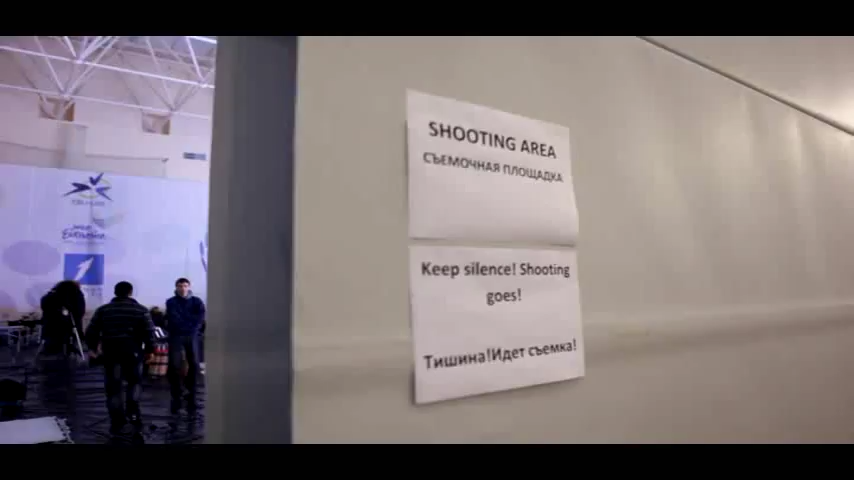 SHOOTING AREA
СЪЕМОЧНАЯ ПЛОЩАДКА
Keep silence! Shooting
goes!
Тишина!Идет съемка!